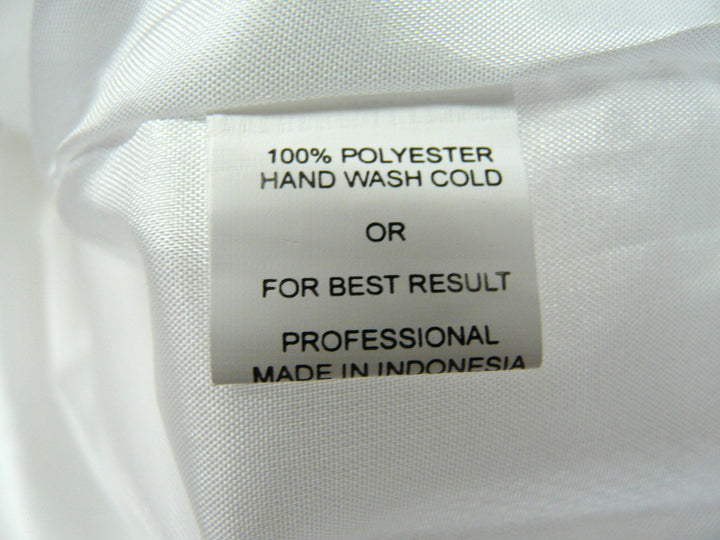 100% POLYESTER
HAND WASH COLD
OR
FOR BEST RESULT
PROFESSIONAL
MADE IN INDONESIA